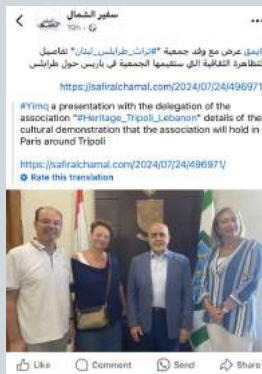 سفير الشمال
19h
يمق عرض مع وفد جمعية "#تراث_طرابلس_لبنان" تفاصيل
التظاهرة الثقافية التي ستقيمها الجمعية في باريس حول طرابلس
https://safiralchamal.com/2024/07/24/496971/
#Yimq a presentation with the delegation of the
association "#Heritage_Tripoli_Lebanon" details of the
cultural demonstration that the association will hold in
Paris around Tripoli
https://safiralchamal.com/2024/07/24/496971/
Rate this translation
Like Comment Send Share